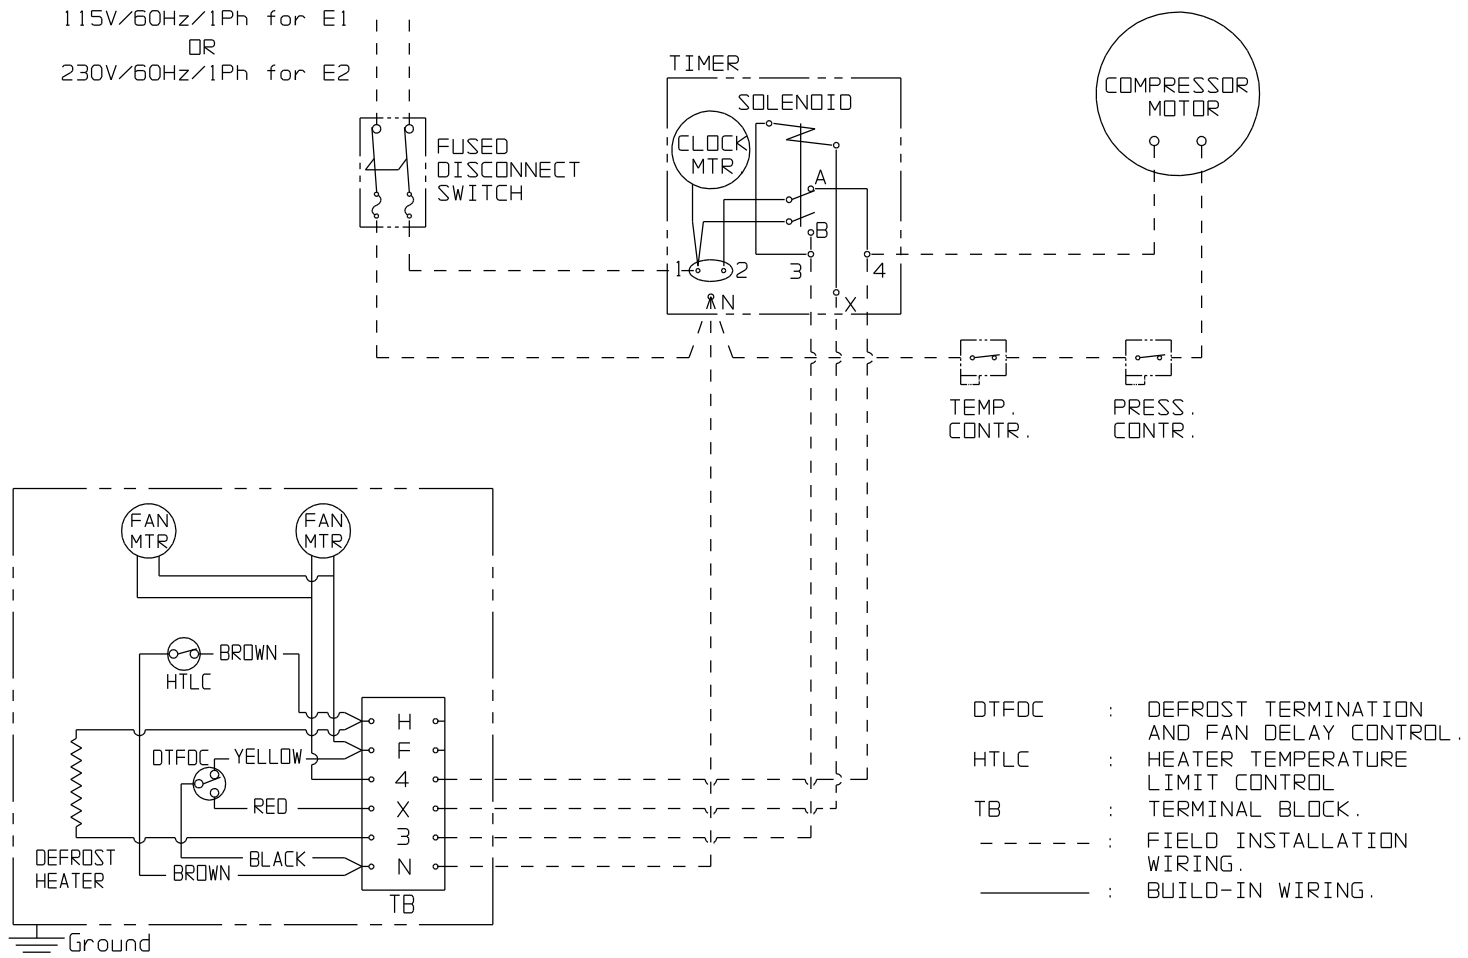 115V/60Hz/1Ph for E1
OR
230V/60Hz/1Ph for E2
FUSED
DISCONNECT
SWITCH
TIMER
SOLENOID
CLOCK
MTR
A
B
1
2
3
4
N
X
COMPRESSOR
MOTOR
TEMP.
CONTR.
PRESS.
CONTR.
FAN
MTR
FAN
MTR
BROWN
HTLC
H
F
4
X
3
N
DTFDC
YELLOW
RED
BLACK
BROWN
DEFROST
HEATER
TB
Ground
DTFDC : DEFROST TERMINATION
AND FAN DELAY CONTROL.
HTLC : HEATER TEMPERATURE
LIMIT CONTROL
TB : TERMINAL BLOCK.
: FIELD INSTALLATION
WIRING.
: BUILD-IN WIRING.